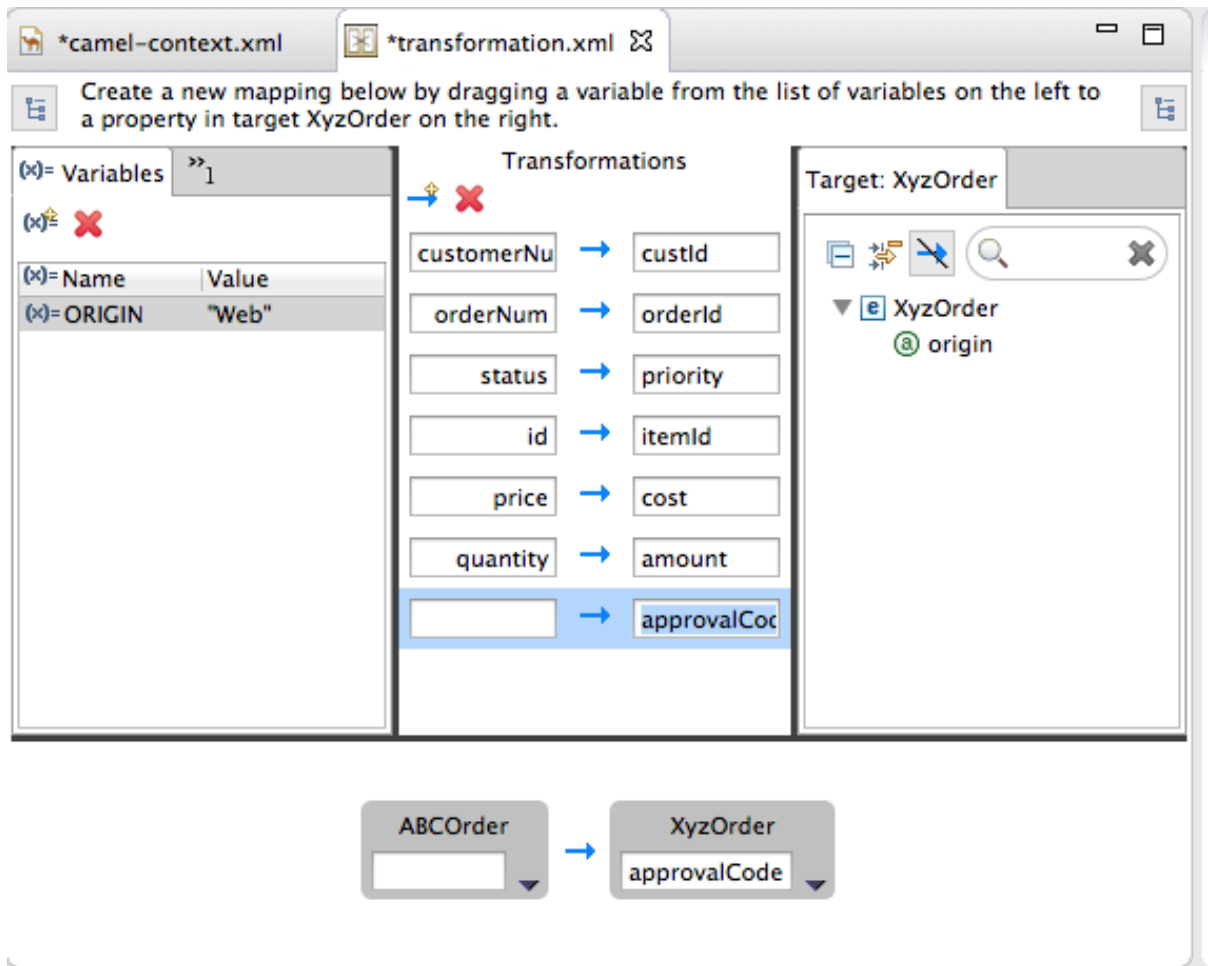 *camel-context.xml
*transformation.xml
Create a new mapping below by dragging a variable from the list of variables on the left to
a property in target XyzOrder on the right.
(x)= Variables
»1
Transformations
Target: XyzOrder
(x)= Name Value
(x)= ORIGIN "Web"
customerNu custId
orderNum orderId
status priority
id itemId
price cost
quantity amount
approvalCod
e XyzOrder
a origin
ABCOrder
XyzOrder
approvalCode